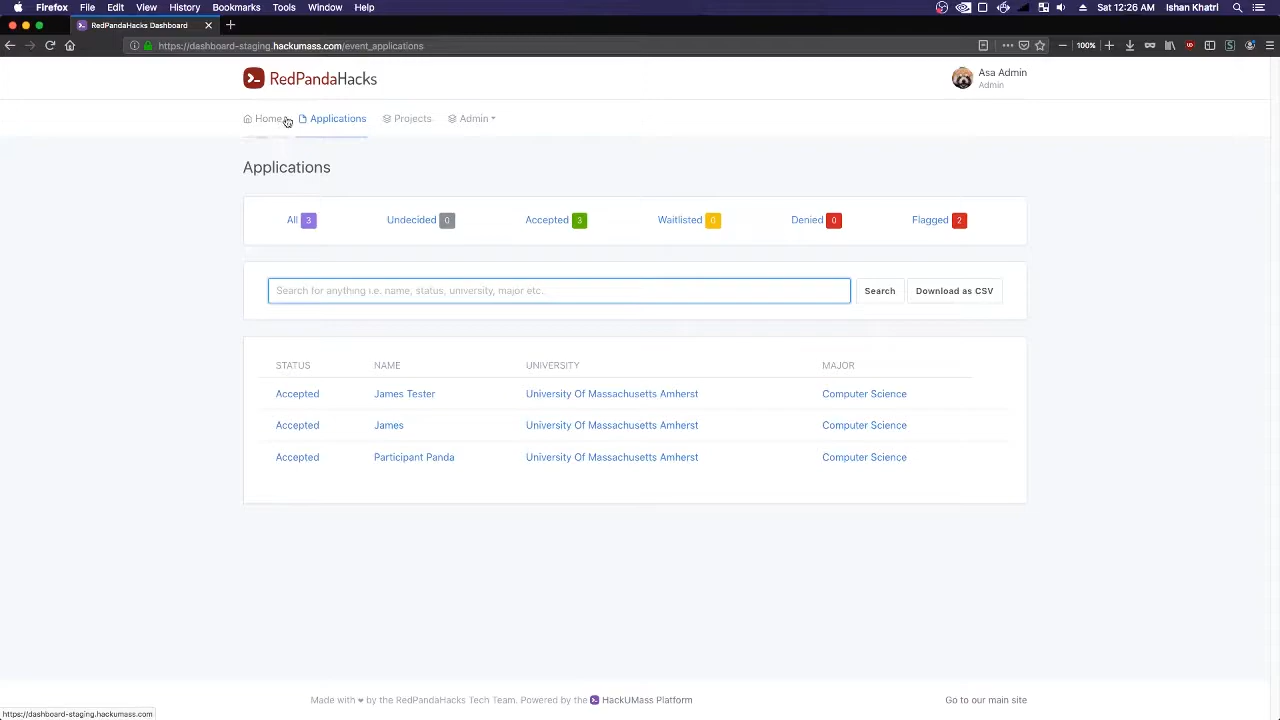 Firefox File Edit View History Bookmarks Tools Window Help Sat 12:26 AM Ishan Khatri
RedPandaHacks Dashboard
https://dashboard-staging.hackumass.com/event_applications 100%
RedPandaHacks
Asa Admin
Admin
Home Applications Projects Admin
Applications
All 3 Undecided 0 Accepted 3 Waitlisted 0 Denied 0 Flagged 2
Search for anything i.e. name, status, university, major etc. Search Download as CSV
STATUS NAME UNIVERSITY MAJOR
Accepted James Tester University Of Massachusetts Amherst Computer Science
Accepted James University Of Massachusetts Amherst Computer Science
Accepted Participant Panda University Of Massachusetts Amherst Computer Science
Made with ❤ by the RedPandaHacks Tech Team. Powered by the HackUMass Platform Go to our main site
https://dashboard-staging.hackumass.com